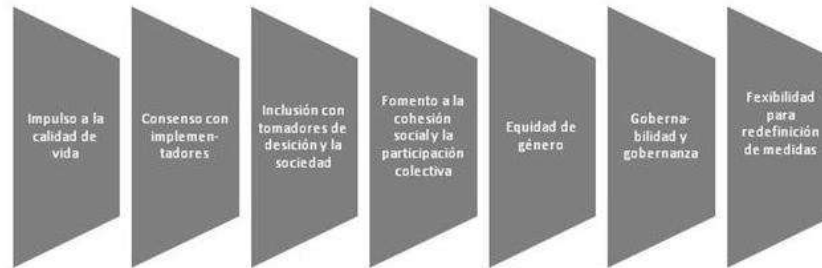 Impulso a la
calidad de
vida
Consenso con
implemen-
tadores
Inclusión con
tomadores de
desición y la
sociedad
Fomento a la
cohesión
social y la
participación
colectiva
Equidad de
género
Goberna-
bilidad y
gobernanza
Fexibilidad
para
redefinición
de medidas